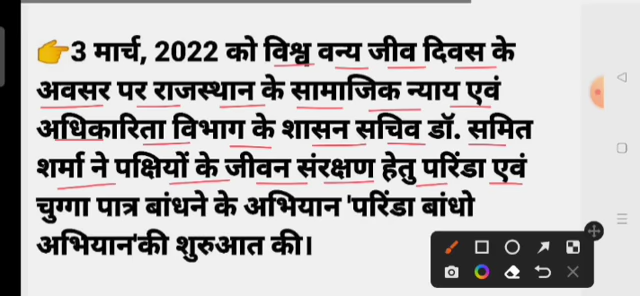 👉3 मार्च, 2022 को विश्व वन्य जीव दिवस के
अवसर पर राजस्थान के सामाजिक न्याय एवं
अधिकारिता विभाग के शासन सचिव डॉ. समित
शर्मा ने पक्षियों के जीवन संरक्षण हेतु परिंडा एवं
चुग्गा पात्र बांधने के अभियान 'परिंडा बांधो
अभियान'की शुरुआत की।